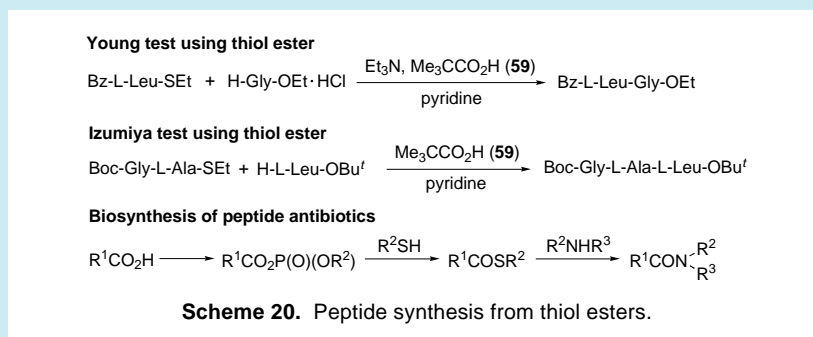 Young test using thiol ester
Et₃N, Me₃CCO₂H (59)
Bz-L-Leu-SEt + H-Gly-OEt·HCl ⟶ Bz-L-Leu-Gly-OEt
pyridine
Izumiya test using thiol ester
Me₃CCO₂H (59)
Boc-Gly-L-Ala-SEt + H-L-Leu-OBuᵗ ⟶ Boc-Gly-L-Ala-L-Leu-OBuᵗ
pyridine
Biosynthesis of peptide antibiotics
R²SH R²NHR³
R¹CO₂H ⟶ R¹CO₂P(O)(OR²) ⟶ R¹COSR² ⟶ R¹CON R² R³
Scheme 20. Peptide synthesis from thiol esters.